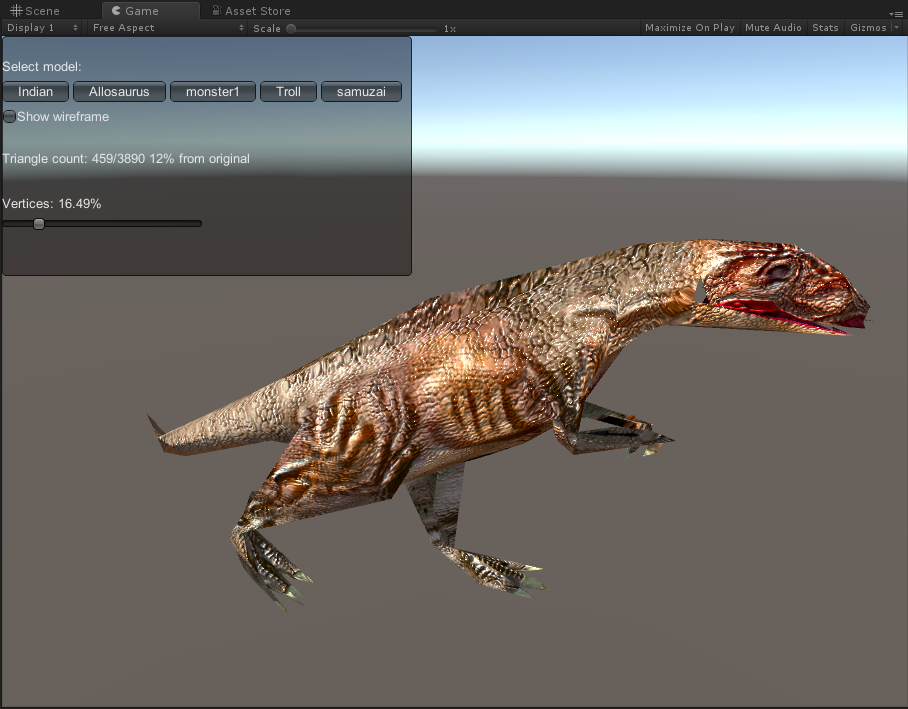 Scene Game Asset Store
Display 1 Free Aspect Scale 1x Maximize On Play Mute Audio Stats Gizmos
Select model:
Indian Allosaurus monster1 Troll samuzai
Show wireframe
Triangle count: 459/3890 12% from original
Vertices: 16.49%